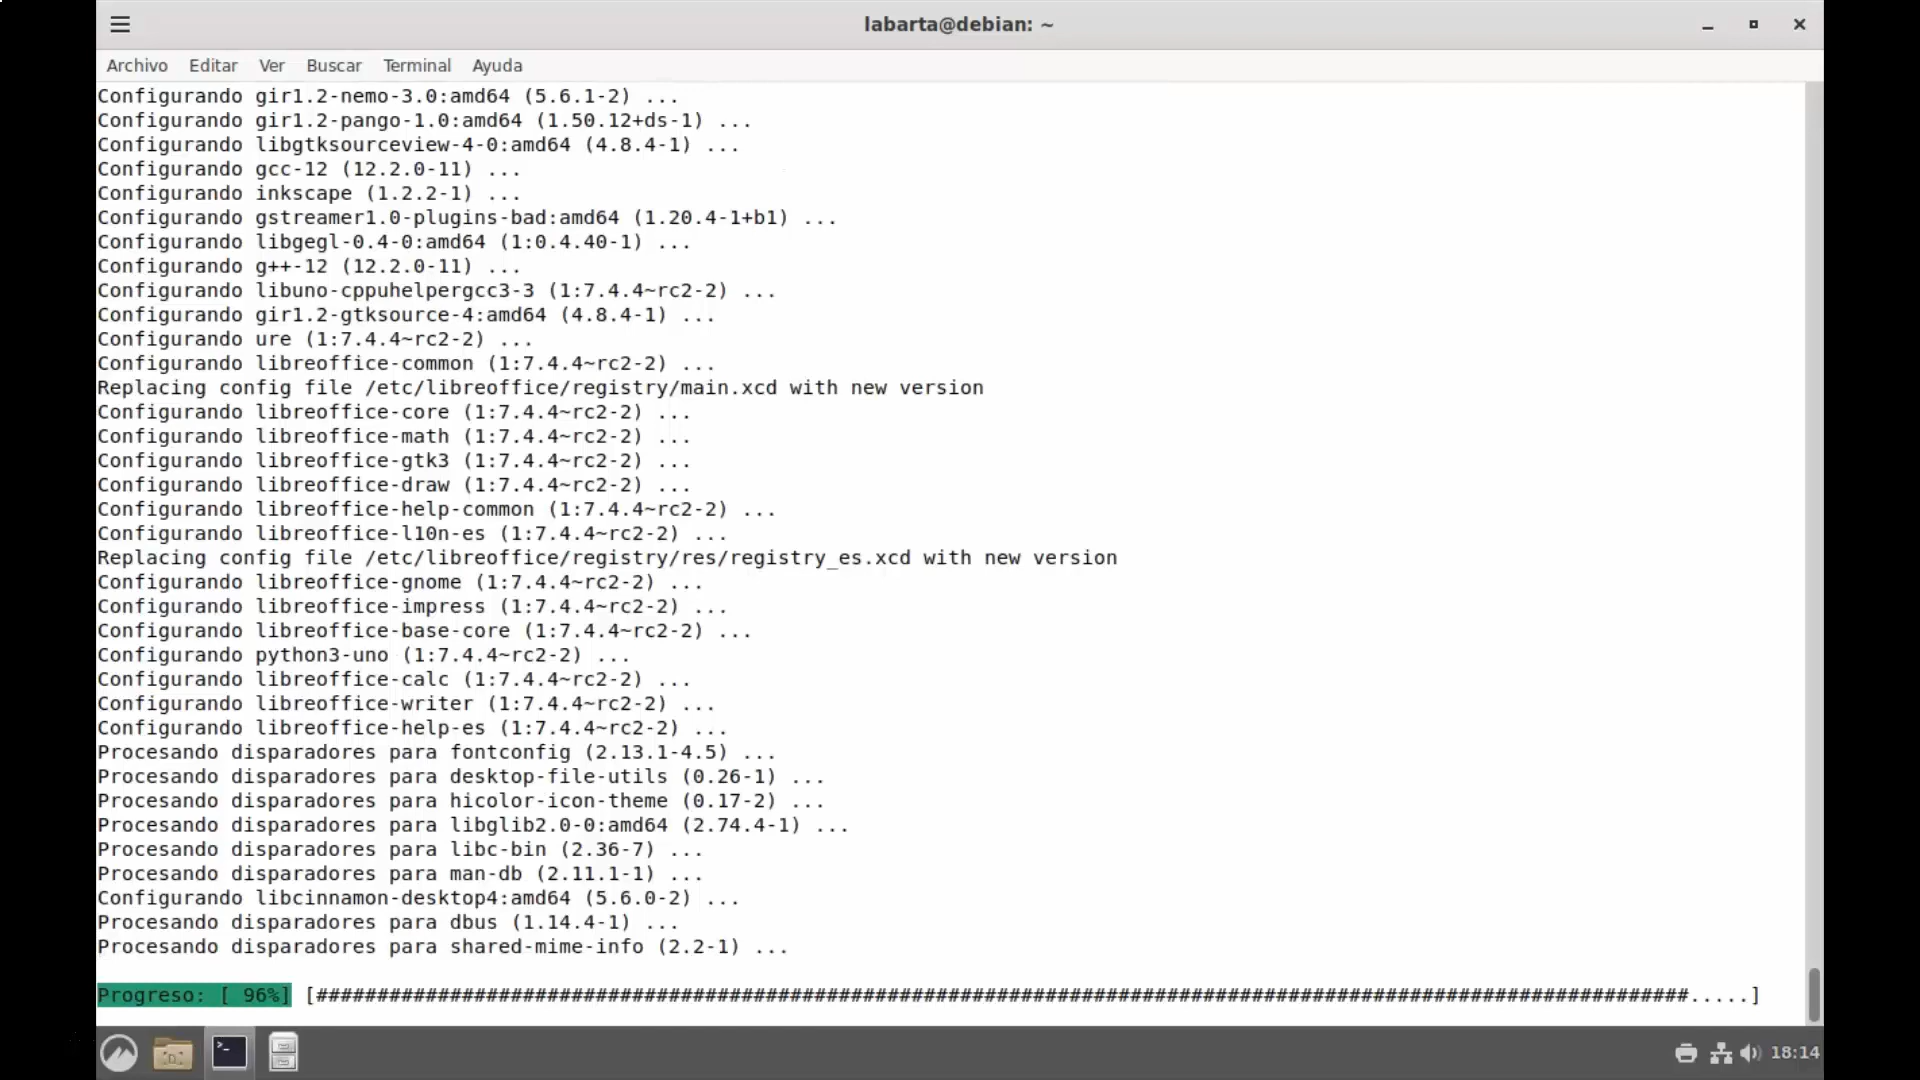 labarta@debian: ~
Archivo Editar Ver Buscar Terminal Ayuda
Configurando gir1.2-nemo-3.0:amd64 (5.6.1-2) ...
Configurando gir1.2-pango-1.0:amd64 (1.50.12+ds-1) ...
Configurando libgtksourceview-4-0:amd64 (4.8.4-1) ...
Configurando gcc-12 (12.2.0-11) ...
Configurando inkscape (1.2.2-1) ...
Configurando gstreamer1.0-plugins-bad:amd64 (1.20.4-1+b1) ...
Configurando libgegl-0.4-0:amd64 (1:0.4.40-1) ...
Configurando g++-12 (12.2.0-11) ...
Configurando libuno-cppuhelpergcc3-3 (1:7.4.4~rc2-2) ...
Configurando gir1.2-gtksource-4:amd64 (4.8.4-1) ...
Configurando ure (1:7.4.4~rc2-2) ...
Configurando libreoffice-common (1:7.4.4~rc2-2) ...
Replacing config file /etc/libreoffice/registry/main.xcd with new version
Configurando libreoffice-core (1:7.4.4~rc2-2) ...
Configurando libreoffice-math (1:7.4.4~rc2-2) ...
Configurando libreoffice-gtk3 (1:7.4.4~rc2-2) ...
Configurando libreoffice-draw (1:7.4.4~rc2-2) ...
Configurando libreoffice-help-common (1:7.4.4~rc2-2) ...
Configurando libreoffice-l10n-es (1:7.4.4~rc2-2) ...
Replacing config file /etc/libreoffice/registry/res/registry_es.xcd with new version
Configurando libreoffice-gnome (1:7.4.4~rc2-2) ...
Configurando libreoffice-impress (1:7.4.4~rc2-2) ...
Configurando libreoffice-base-core (1:7.4.4~rc2-2) ...
Configurando python3-uno (1:7.4.4~rc2-2) ...
Configurando libreoffice-calc (1:7.4.4~rc2-2) ...
Configurando libreoffice-writer (1:7.4.4~rc2-2) ...
Configurando libreoffice-help-es (1:7.4.4~rc2-2) ...
Procesando disparadores para fontconfig (2.13.1-4.5) ...
Procesando disparadores para desktop-file-utils (0.26-1) ...
Procesando disparadores para hicolor-icon-theme (0.17-2) ...
Procesando disparadores para libglib2.0-0:amd64 (2.74.4-1) ...
Procesando disparadores para libc-bin (2.36-7) ...
Procesando disparadores para man-db (2.11.1-1) ...
Configurando libcinnamon-desktop4:amd64 (5.6.0-2) ...
Procesando disparadores para dbus (1.14.4-1) ...
Procesando disparadores para shared-mime-info (2.2-1) ...
Progreso: [ 96%] [#################################################################################################################.....]
18:14